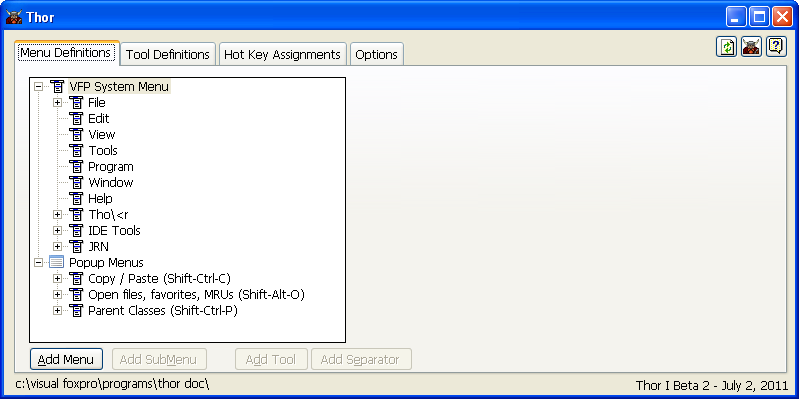 Thor
Menu Definitions Tool Definitions Hot Key Assignments Options
VFP System Menu
File
Edit
View
Tools
Program
Window
Help
Tho\<r
IDE Tools
JRN
Popup Menus
Copy / Paste (Shift-Ctrl-C)
Open files, favorites, MRUs (Shift-Alt-O)
Parent Classes (Shift-Ctrl-P)
Add Menu Add SubMenu Add Tool Add Separator
c:\visual foxpro\programs\thor doc\ Thor I Beta 2 - July 2, 2011